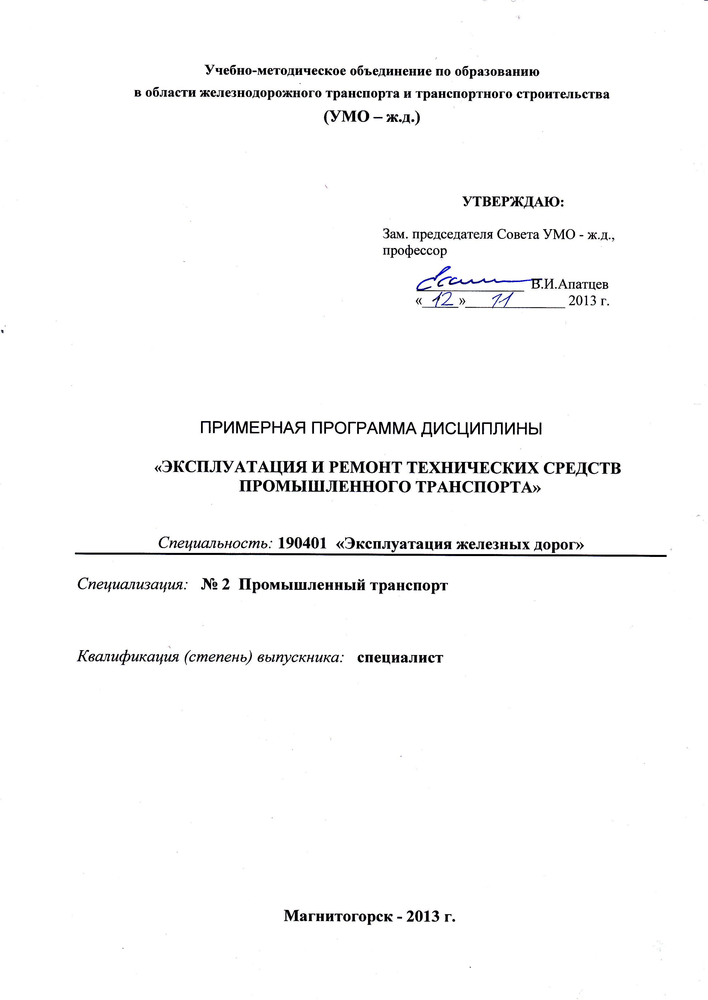 Учебно-методическое объединение по образованию
в области железнодорожного транспорта и транспортного строительства
(УМО – ж.д.)
УТВЕРЖДАЮ:
Зам. председателя Совета УМО - ж.д.,
профессор
В.И.Апатцев
«12» 11 2013 г.
ПРИМЕРНАЯ ПРОГРАММА ДИСЦИПЛИНЫ
«ЭКСПЛУАТАЦИЯ И РЕМОНТ ТЕХНИЧЕСКИХ СРЕДСТВ
ПРОМЫШЛЕННОГО ТРАНСПОРТА»
Специальность: 190401 «Эксплуатация железных дорог»
Специализация: № 2 Промышленный транспорт
Квалификация (степень) выпускника: специалист
Магнитогорск - 2013 г.